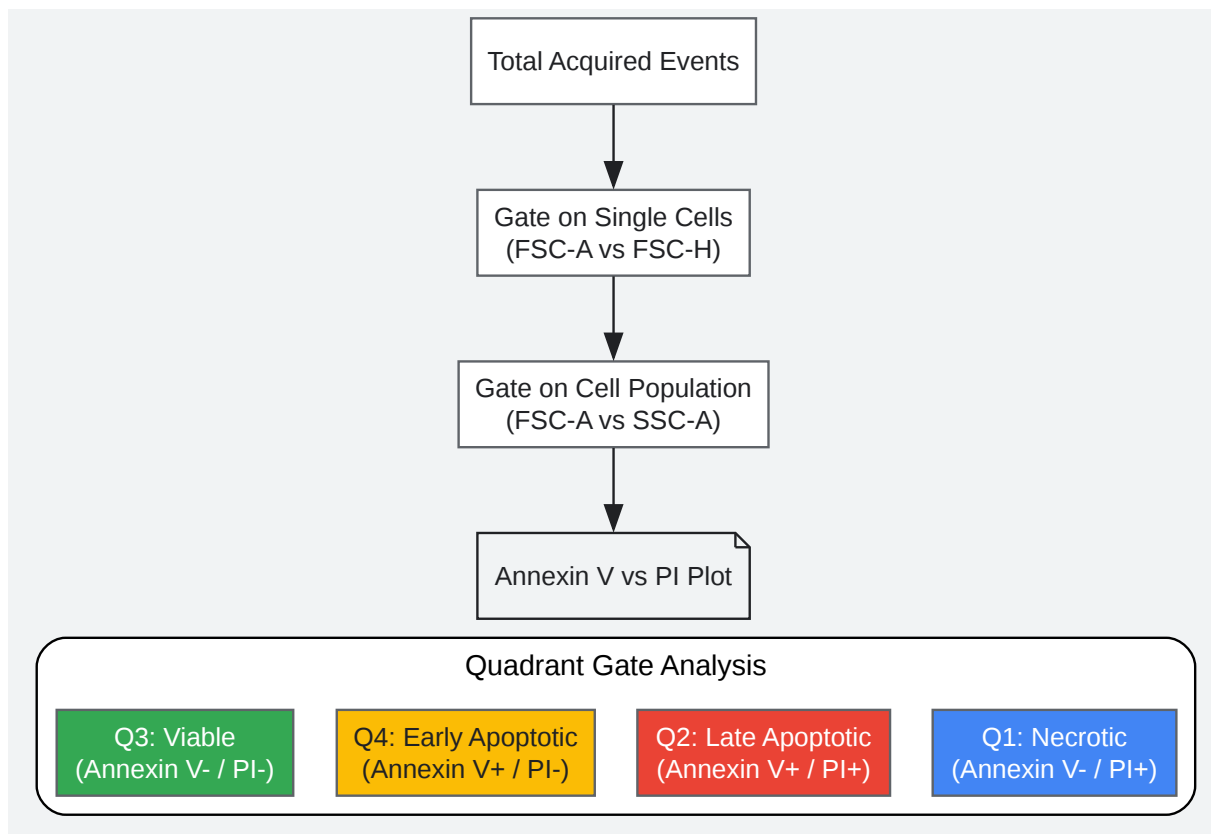 Total Acquired Events
Gate on Single Cells
(FSC-A vs FSC-H)
Gate on Cell Population
(FSC-A vs SSC-A)
Annexin V vs PI Plot
Quadrant Gate Analysis
Q3: Viable
(Annexin V- / PI-)
Q4: Early Apoptotic
(Annexin V+ / PI-)
Q2: Late Apoptotic
(Annexin V+ / PI+)
Q1: Necrotic
(Annexin V- / PI+)